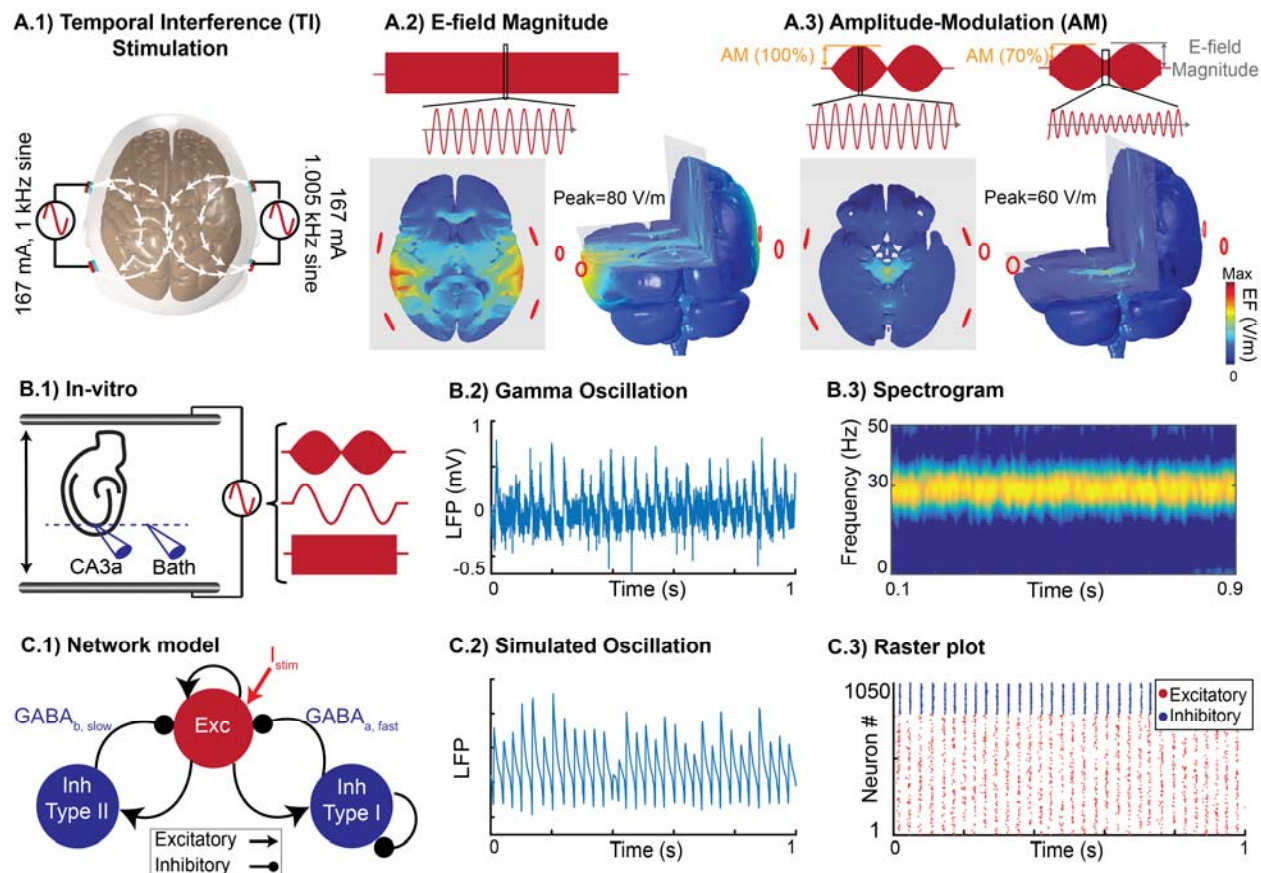 A.1) Temporal Interference (TI)
Stimulation
167 mA, 1 kHz sine
167 mA
1.005 kHz sine
A.2) E-field Magnitude
Peak=80 V/m
A.3) Amplitude-Modulation (AM)
AM (100%)
AM (70%)
E-field
Magnitude
Peak=60 V/m
Max
EF (V/m)
0
B.1) In-vitro
CA3a
Bath
B.2) Gamma Oscillation
LFP (mV)
1
0
-0.5
0
Time (s)
1
B.3) Spectrogram
Frequency (Hz)
50
30
0
0.1
Time (s)
0.9
C.1) Network model
I stim
GABA b, slow
Exc
GABA a, fast
Inh
Type II
Inh
Type I
Excitatory
Inhibitory
C.2) Simulated Oscillation
LFP
0
Time (s)
1
C.3) Raster plot
Neuron #
1050
1
Excitatory
Inhibitory
0
Time (s)
1